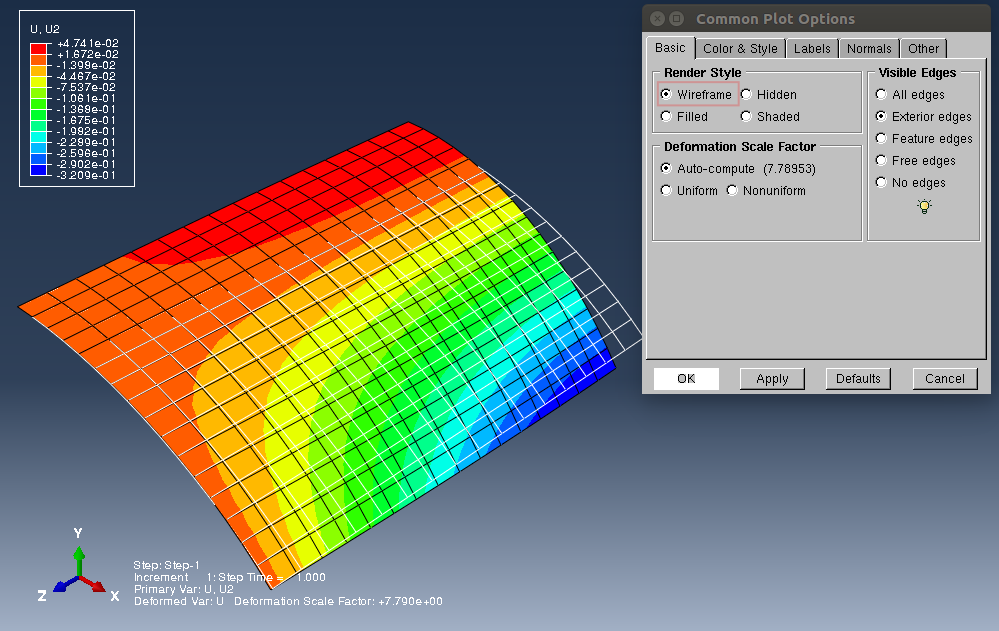 U, U2
+4.741e-02
+1.672e-02
-1.398e-02
-4.467e-02
-7.537e-02
-1.061e-01
-1.368e-01
-1.675e-01
-1.982e-01
-2.289e-01
-2.596e-01
-2.902e-01
-3.209e-01
Common Plot Options
Basic Color & Style Labels Normals Other
Render Style
Wireframe Hidden
Filled Shaded
Deformation Scale Factor
Auto-compute (7.78953)
Uniform Nonuniform
Visible Edges
All edges
Exterior edges
Feature edges
Free edges
No edges
OK Apply Defaults Cancel
Y
Z X
Step: Step-1
Increment 1: Step Time = 1.000
Primary Var: U, U2
Deformed Var: U Deformation Scale Factor: +7.790e+00